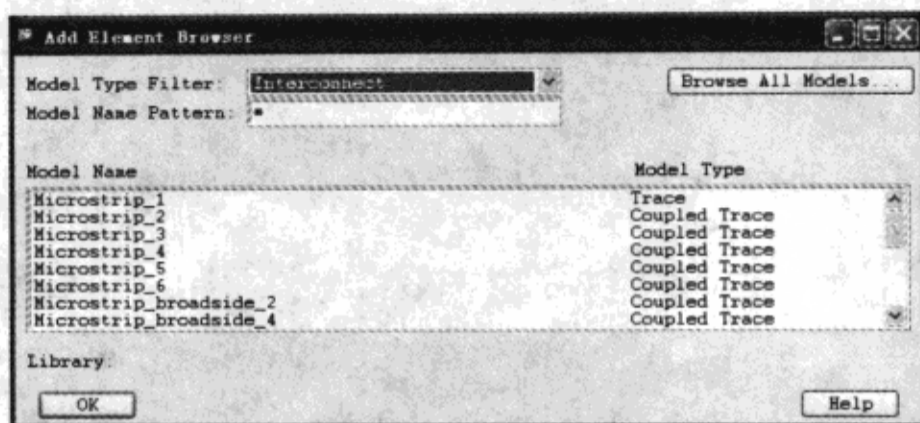 Add Element Browser
Model Type Filter: Interconnect
Browse All Models...
Model Name Pattern: *
Model Name Model Type
Microstrip_1 Trace
Microstrip_2 Coupled Trace
Microstrip_3 Coupled Trace
Microstrip_4 Coupled Trace
Microstrip_5 Coupled Trace
Microstrip_6 Coupled Trace
Microstrip_broadside_2 Coupled Trace
Microstrip_broadside_4 Coupled Trace
Library:
OK Help